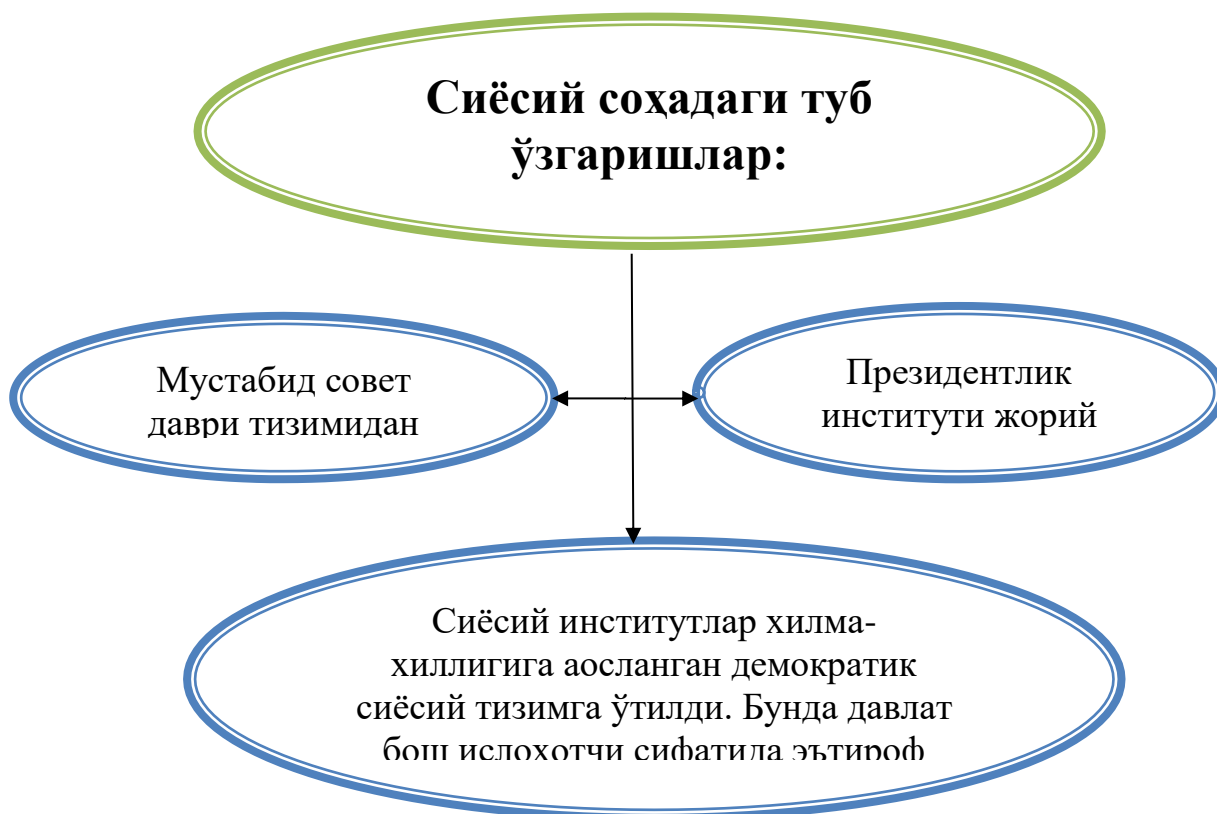 Сиёсий соҳадаги туб
ўзгаришлар:
Мустабид совет
даври тизимидан
Президентлик
институти жорий
Сиёсий институтлар хилма-
хиллигига аосланган демократик
сиёсий тизимга ўтилди. Бунда давлат
бош ислохотчи сифатида эътироф